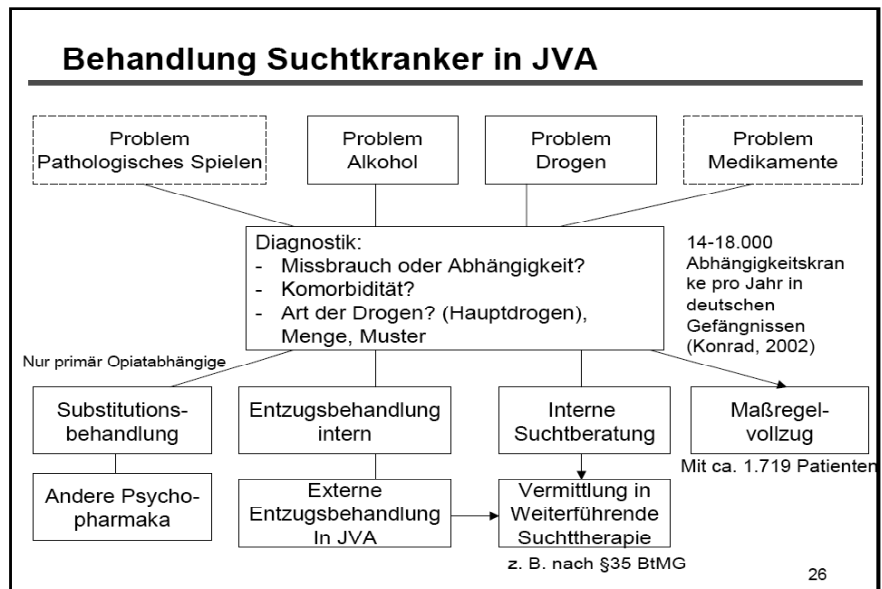 Behandlung Suchtkranker in JVA
Problem
Pathologisches Spielen
Problem
Alkohol
Problem
Drogen
Problem
Medikamente
Diagnostik:
- Missbrauch oder Abhängigkeit?
- Komorbidität?
- Art der Drogen? (Hauptdrogen),
Menge, Muster
14-18.000
Abhängigkeitskran
ke pro Jahr in
deutschen
Gefängnissen
(Konrad, 2002)
Nur primär Opiatabhängige
Substitutions-
behandlung
Entzugsbehandlung
intern
Interne
Suchtberatung
Maßregel-
vollzug
Mit ca. 1.719 Patienten
Andere Psycho-
pharmaka
Externe
Entzugsbehandlung
In JVA
Vermittlung in
Weiterführende
Suchttherapie
z. B. nach §35 BtMG
26